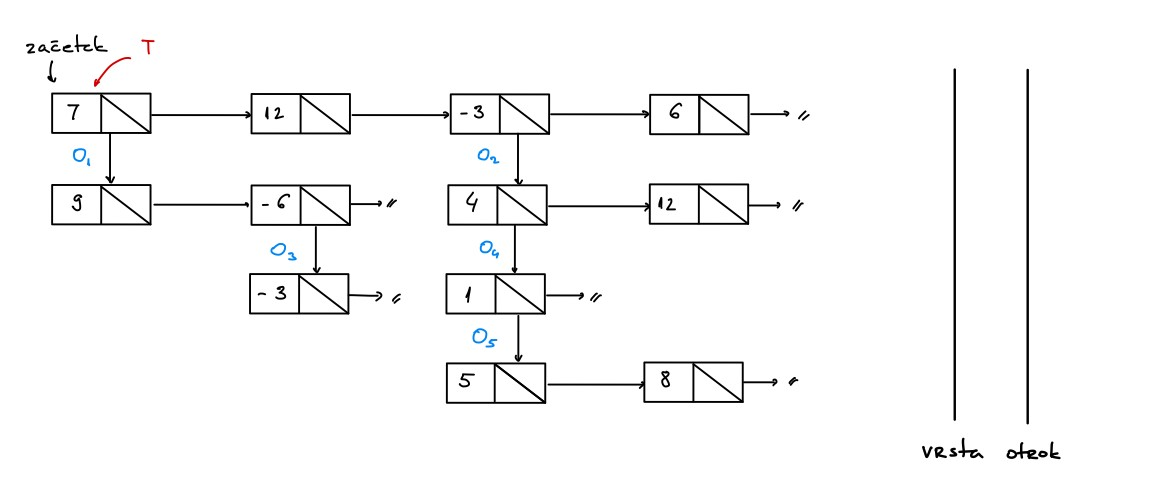 začetek T
7 12 -3 6
O₁ O₂
9 -6 4 12
O₃ O₄
-3 1
O₅
5 8
vrsta otrok